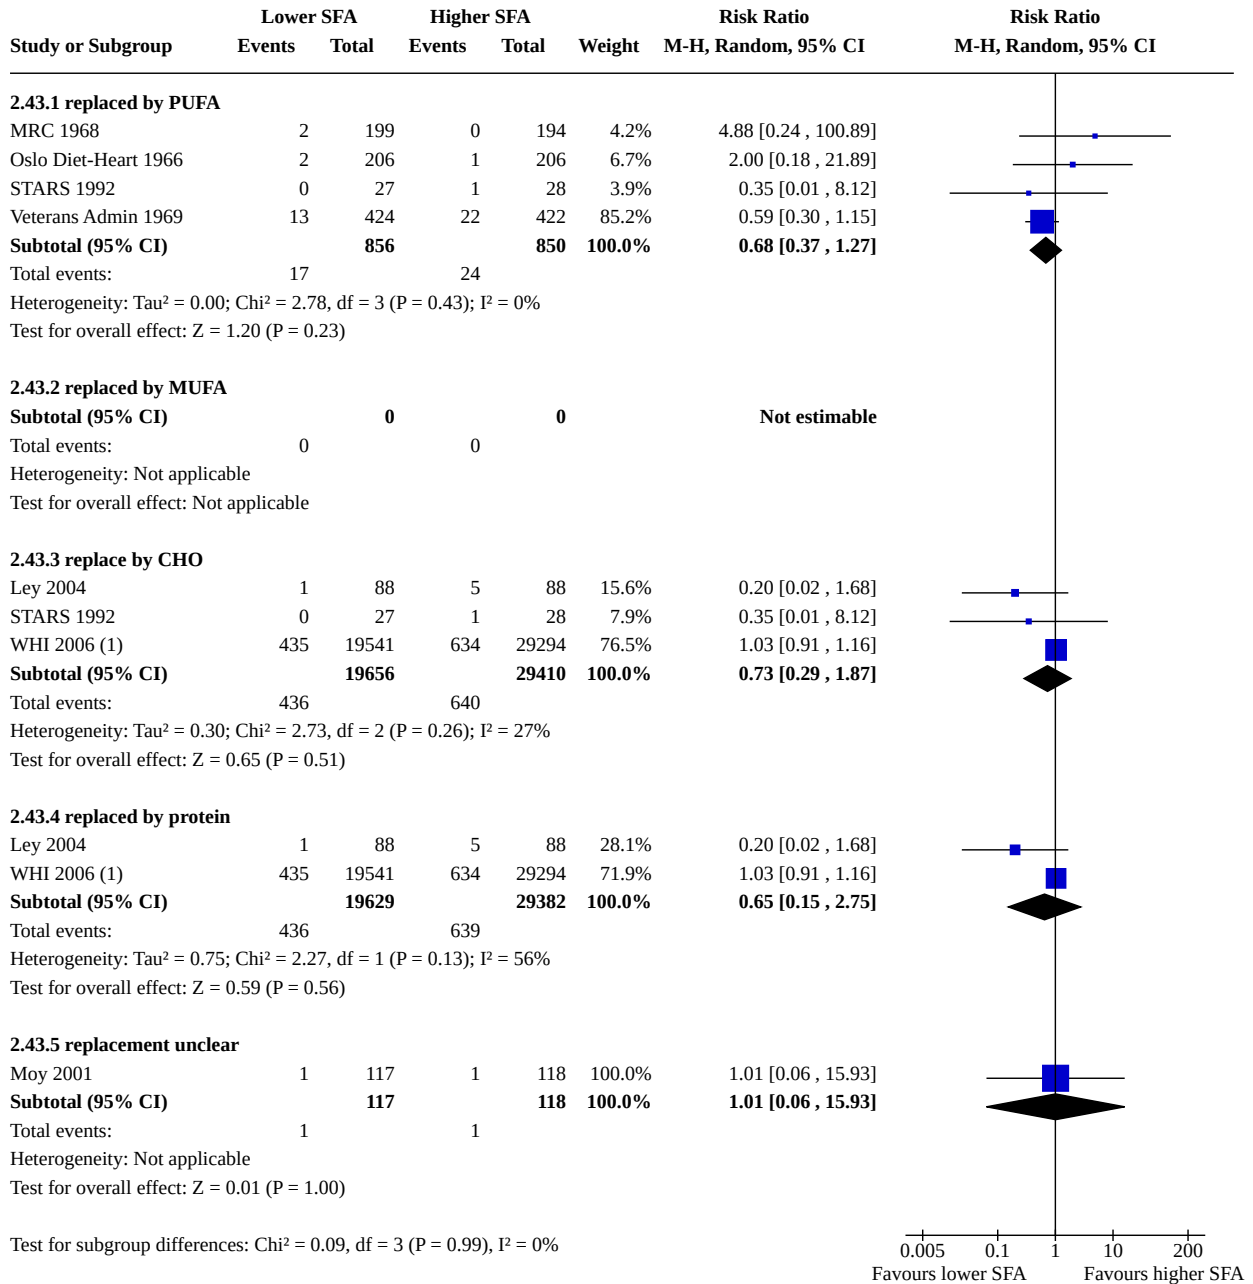 Lower SFA Higher SFA Risk Ratio Risk Ratio
Study or Subgroup Events Total Events Total Weight M-H, Random, 95% CI M-H, Random, 95% CI
2.43.1 replaced by PUFA
MRC 1968 2 199 0 194 4.2% 4.88 [0.24 , 100.89]
Oslo Diet-Heart 1966 2 206 1 206 6.7% 2.00 [0.18 , 21.89]
STARS 1992 0 27 1 28 3.9% 0.35 [0.01 , 8.12]
Veterans Admin 1969 13 424 22 422 85.2% 0.59 [0.30 , 1.15]
Subtotal (95% CI) 856 850 100.0% 0.68 [0.37 , 1.27]
Total events: 17 24
Heterogeneity: Tau² = 0.00; Chi² = 2.78, df = 3 (P = 0.43); I² = 0%
Test for overall effect: Z = 1.20 (P = 0.23)
2.43.2 replaced by MUFA
Subtotal (95% CI) 0 0 Not estimable
Total events: 0 0
Heterogeneity: Not applicable
Test for overall effect: Not applicable
2.43.3 replace by CHO
Ley 2004 1 88 5 88 15.6% 0.20 [0.02 , 1.68]
STARS 1992 0 27 1 28 7.9% 0.35 [0.01 , 8.12]
WHI 2006 (1) 435 19541 634 29294 76.5% 1.03 [0.91 , 1.16]
Subtotal (95% CI) 19656 29410 100.0% 0.73 [0.29 , 1.87]
Total events: 436 640
Heterogeneity: Tau² = 0.30; Chi² = 2.73, df = 2 (P = 0.26); I² = 27%
Test for overall effect: Z = 0.65 (P = 0.51)
2.43.4 replaced by protein
Ley 2004 1 88 5 88 28.1% 0.20 [0.02 , 1.68]
WHI 2006 (1) 435 19541 634 29294 71.9% 1.03 [0.91 , 1.16]
Subtotal (95% CI) 19629 29382 100.0% 0.65 [0.15 , 2.75]
Total events: 436 639
Heterogeneity: Tau² = 0.75; Chi² = 2.27, df = 1 (P = 0.13); I² = 56%
Test for overall effect: Z = 0.59 (P = 0.56)
2.43.5 replacement unclear
Moy 2001 1 117 1 118 100.0% 1.01 [0.06 , 15.93]
Subtotal (95% CI) 117 118 100.0% 1.01 [0.06 , 15.93]
Total events: 1 1
Heterogeneity: Not applicable
Test for overall effect: Z = 0.01 (P = 1.00)
Test for subgroup differences: Chi² = 0.09, df = 3 (P = 0.99), I² = 0%
0.005 0.1 1 10 200
Favours lower SFA Favours higher SFA